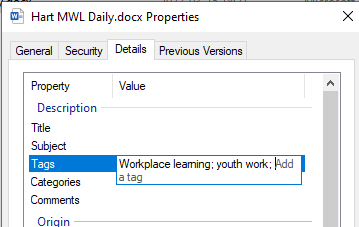 Hart MWL Daily.docx Properties
General Security Details Previous Versions
Property Value
Description
Title
Subject
Tags Workplace learning; youth work; Add
a tag
Categories
Comments
Origin